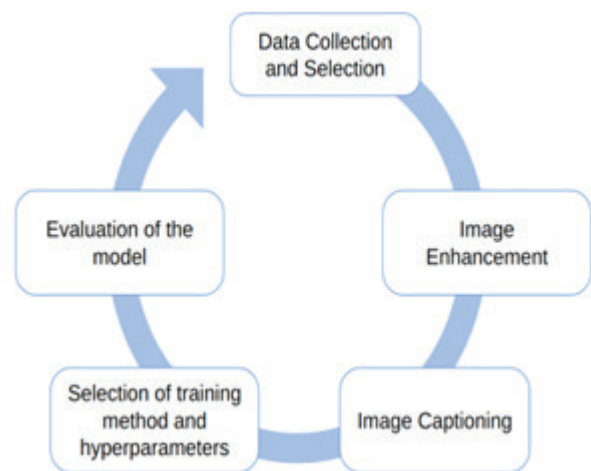 Data Collection
and Selection
Image
Enhancement
Image Captioning
Selection of training
method and
hyperparameters
Evaluation of the
model